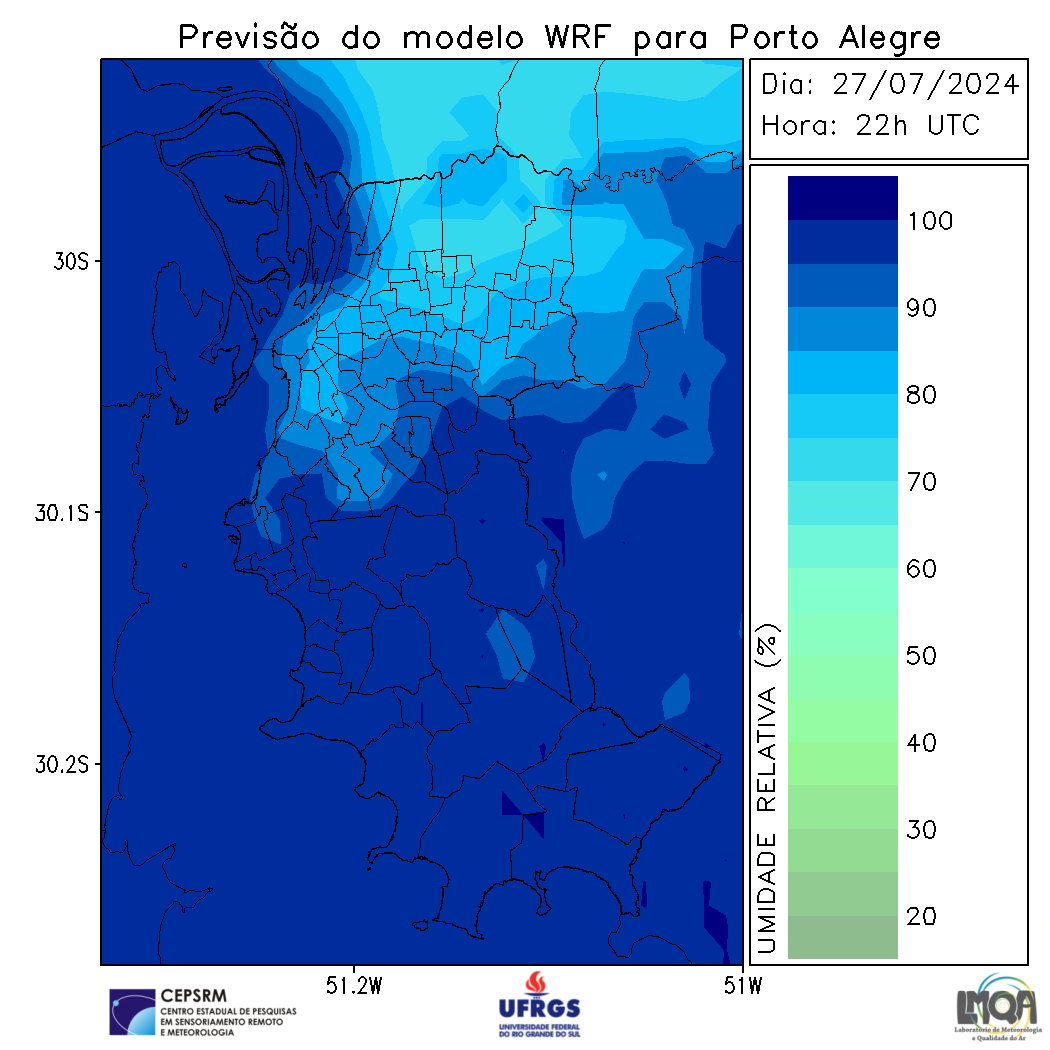 Previsão do modelo WRF para Porto Alegre
Dia: 27/07/2024
Hora: 22h UTC
30S
30.1S
30.2S
51.2W
51W
UMIDADE RELATIVA (%)
100
90
80
70
60
50
40
30
20
CEPSRM
CENTRO ESTADUAL DE PESQUISAS
EM SENSORIAMENTO REMOTO
E METEOROLOGIA
UFRGS
UNIVERSIDADE FEDERAL
DO RIO GRANDE DO SUL
LMQA
Laboratório de Meteorologia
e Qualidade do Ar